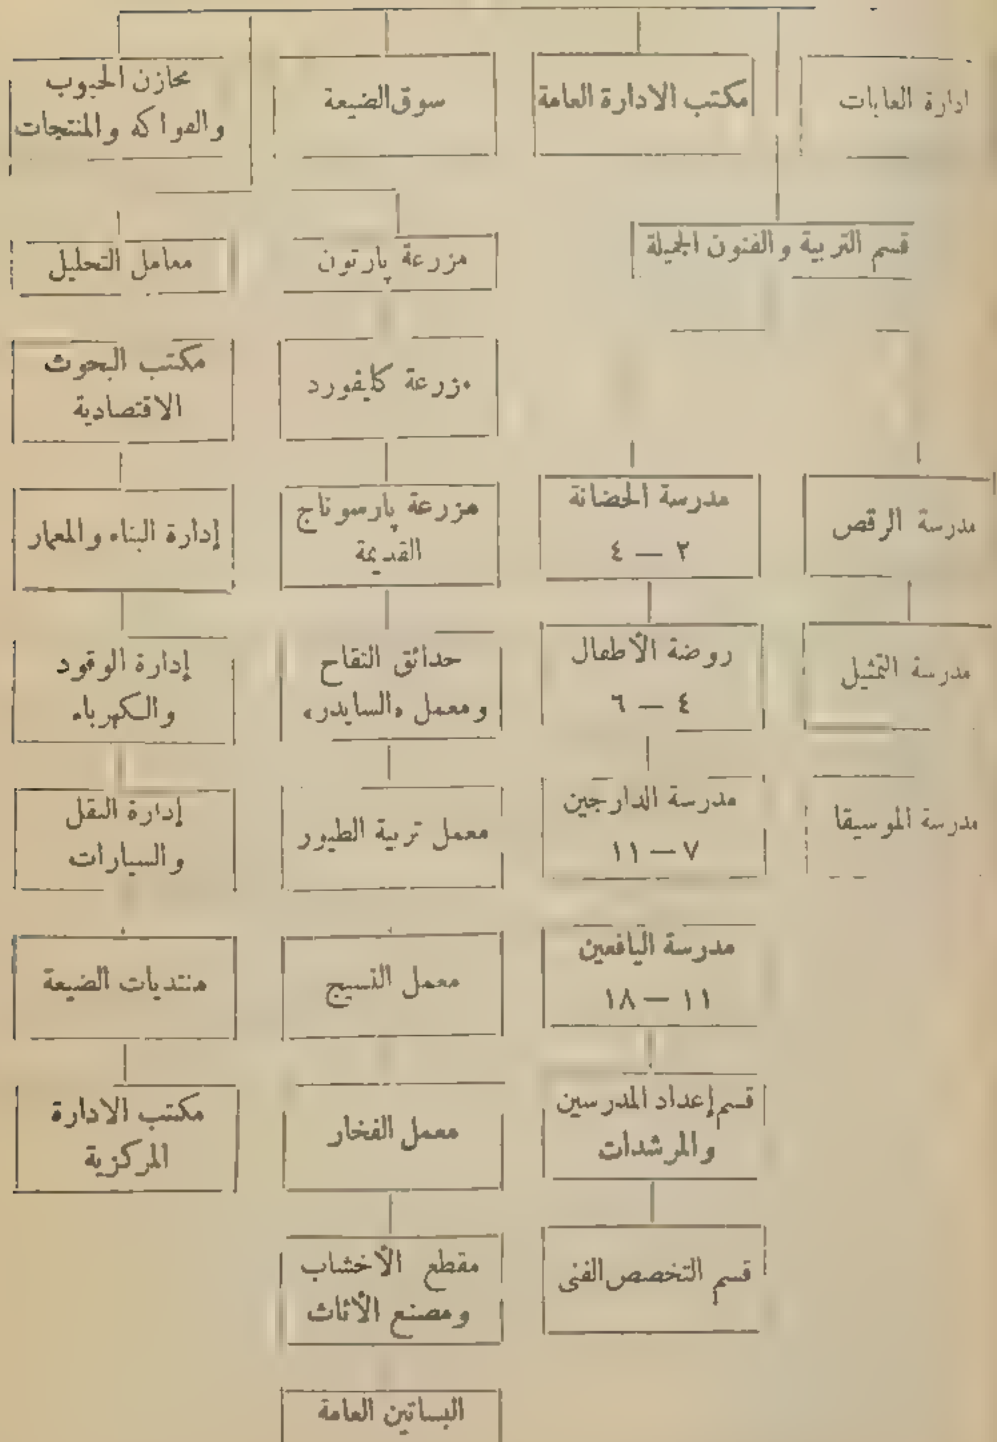 ادارة الغابات
مكتب الادارة العامة
سوق الضيعة
مخازن الحبوب
والفواكه والمنتجات
قسم التربية والفنون الجميلة
مدرسة الرقص
مدرسة التمثيل
مدرسة الموسيقا
مدرسة الحضانة
٢ — ٤
روضة الأطفال
٤ — ٦
مدرسة الدارجين
٧ — ١١
مدرسة اليافعين
١١ — ١٨
قسم إعداد المدرسين
والمرشدات
قسم التخصص الفنى
مزرعة پارتون
مزرعة كايفورد
مزرعة پارسوناج
القديمة
حدائق التفاح
ومعمل «السايدر»
معمل تربية الطيور
معمل النسيج
معمل الفخار
مقطع الأخشاب
ومصنع الأثاث
البساتين العامة
معامل التحليل
مكتب البحوث
الاقتصادية
إدارة البناء والمعمار
إدارة الوقود
والكهرباء
إدارة النقل
والسيارات
منتديات الضيعة
مكتب الادارة
المركزية